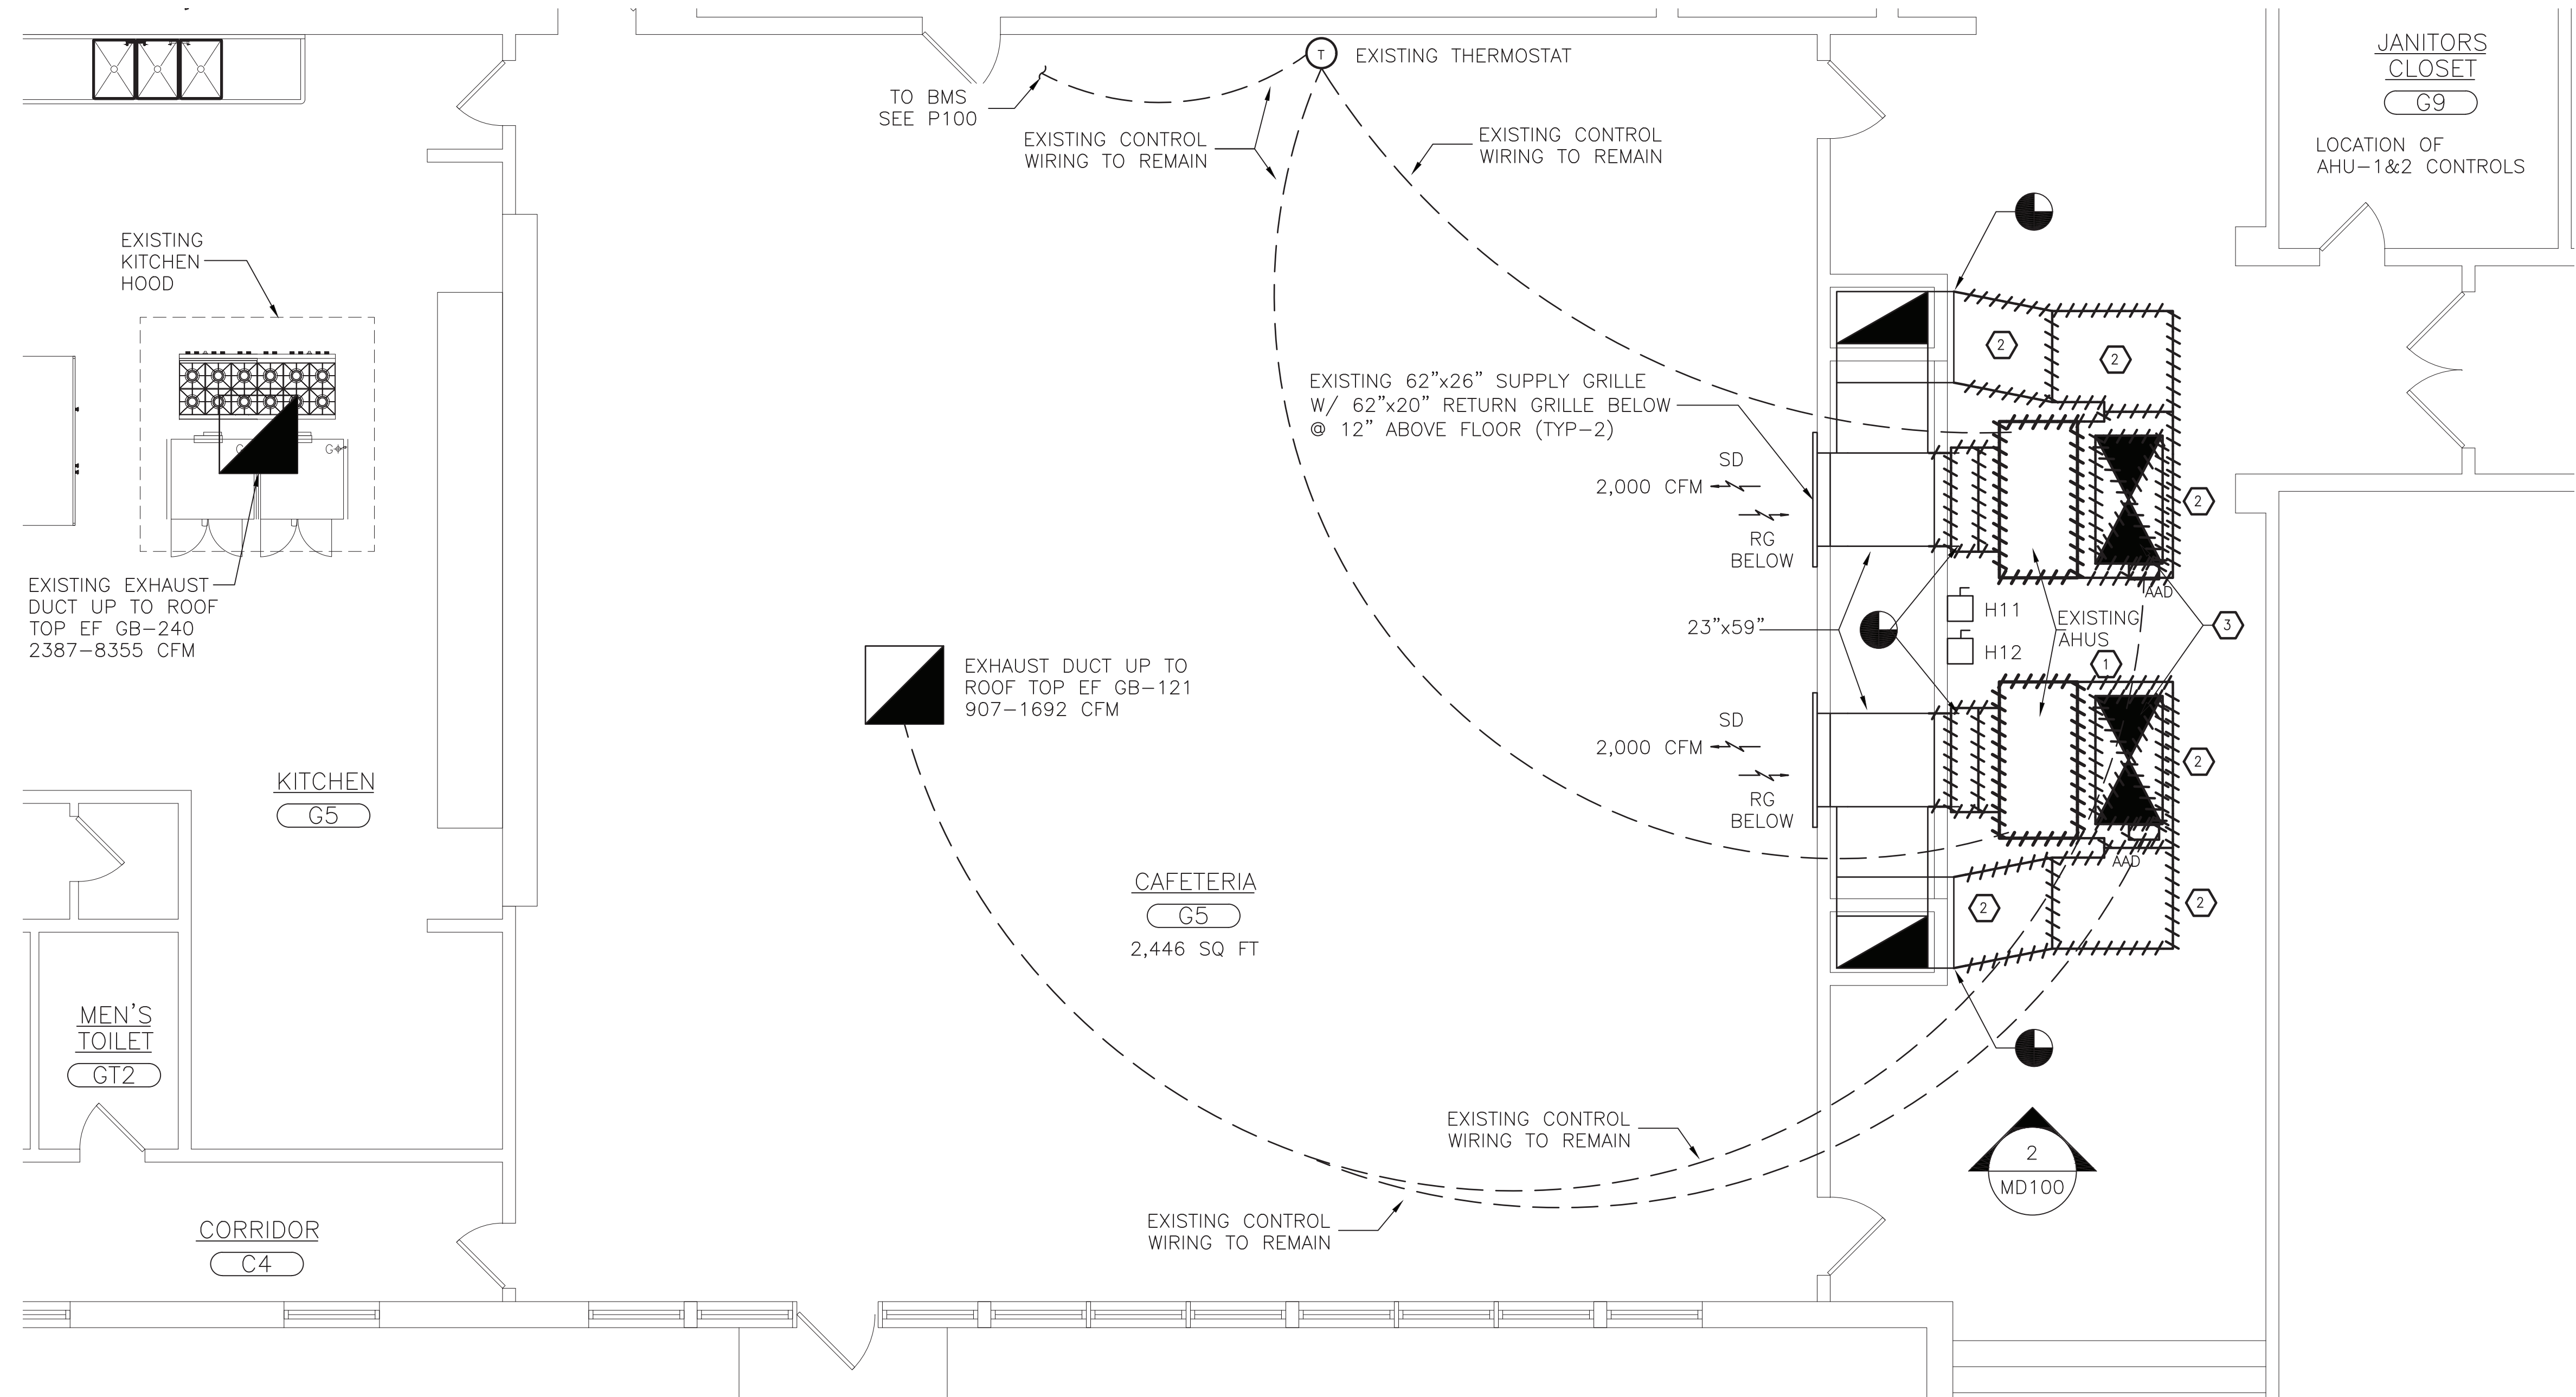 JANITORS
CLOSET
G9
LOCATION OF
AHU-1&2 CONTROLS
T
EXISTING THERMOSTAT
TO BMS
SEE P100
EXISTING CONTROL
WIRING TO REMAIN
EXISTING CONTROL
WIRING TO REMAIN
EXISTING
KITCHEN
HOOD
G
G
EXISTING EXHAUST
DUCT UP TO ROOF
TOP EF GB-240
2387-8355 CFM
EXISTING 62"x26" SUPPLY GRILLE
W/ 62"x20" RETURN GRILLE BELOW
@ 12" ABOVE FLOOR (TYP-2)
SD
2,000 CFM
RG
BELOW
2
2
2
AAD
H11
H12
EXISTING
AHUS
3
1
23"x59"
SD
2,000 CFM
RG
BELOW
2
AAD
2
2
EXHAUST DUCT UP TO
ROOF TOP EF GB-121
907-1692 CFM
KITCHEN
G5
CAFETERIA
G5
2,446 SQ FT
MEN'S
TOILET
GT2
EXISTING CONTROL
WIRING TO REMAIN
2
MD100
EXISTING CONTROL
WIRING TO REMAIN
CORRIDOR
C4